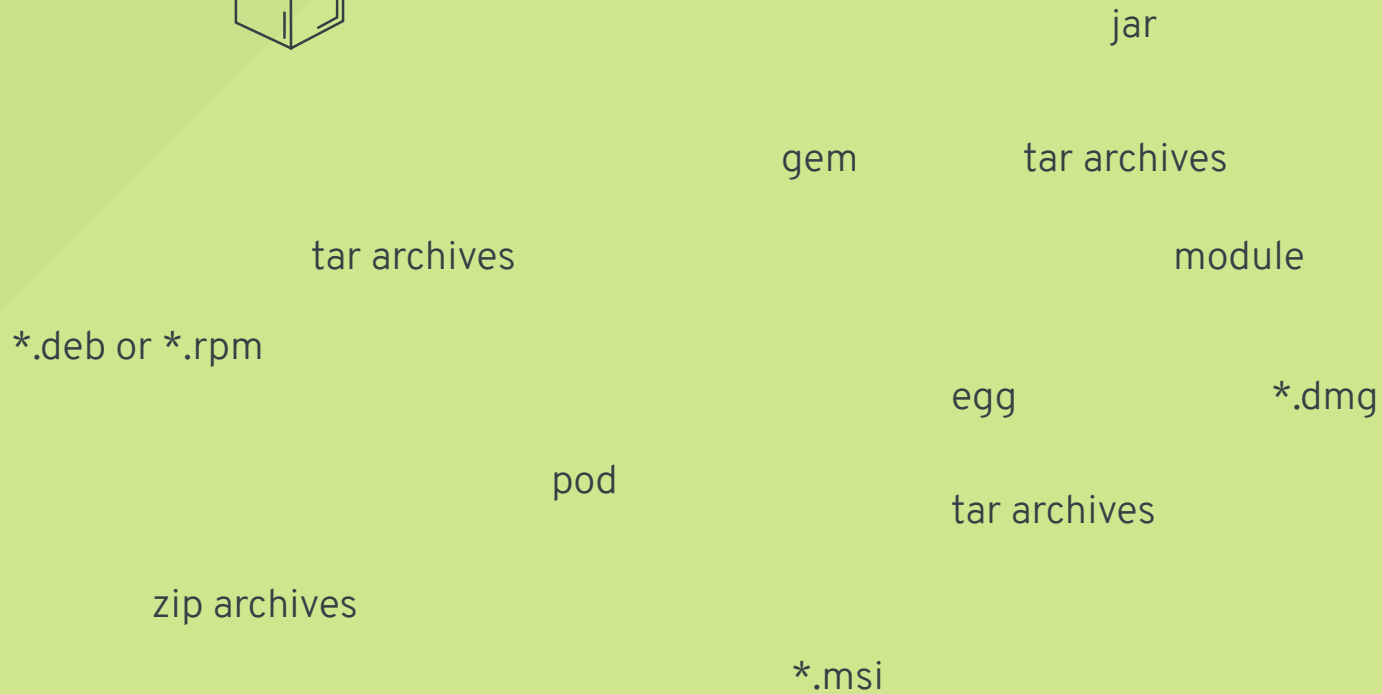 jar
gem
tar archives
tar archives
module
*.deb or *.rpm
egg
*.dmg
pod
tar archives
zip archives
*.msi